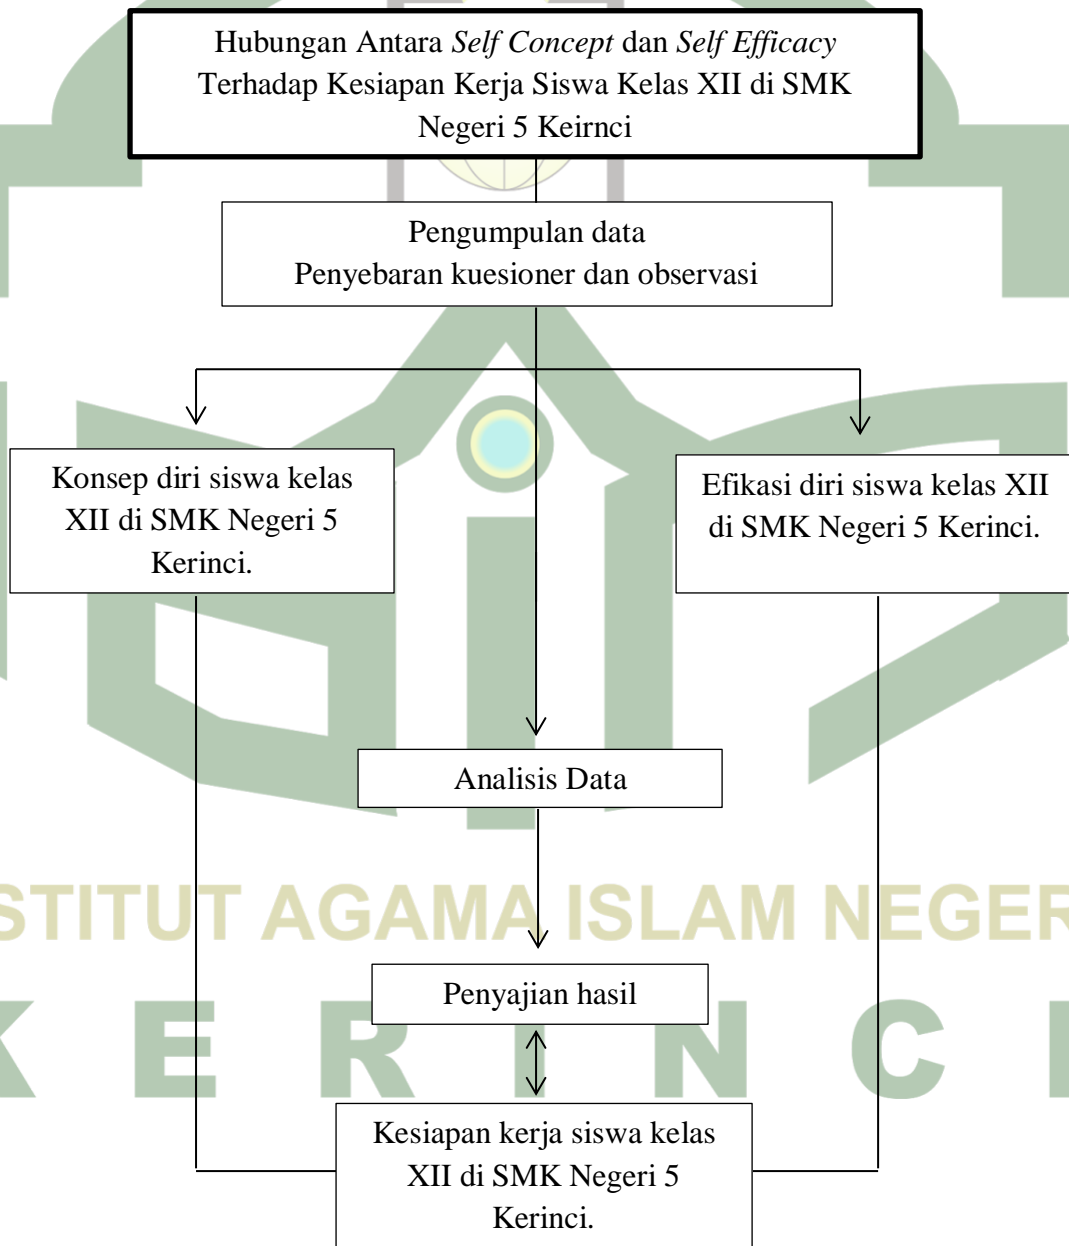 Hubungan Antara Self Concept dan Self Efficacy
Terhadap Kesiapan Kerja Siswa Kelas XII di SMK
Negeri 5 Keirnci
Pengumpulan data
Penyebaran kuesioner dan observasi
Konsep diri siswa kelas
XII di SMK Negeri 5
Kerinci.
Efikasi diri siswa kelas XII
di SMK Negeri 5 Kerinci.
Analisis Data
STITUT AGAMA ISLAM NEGER
Penyajian hasil
K E R I N C I
Kesiapan kerja siswa kelas
XII di SMK Negeri 5
Kerinci.